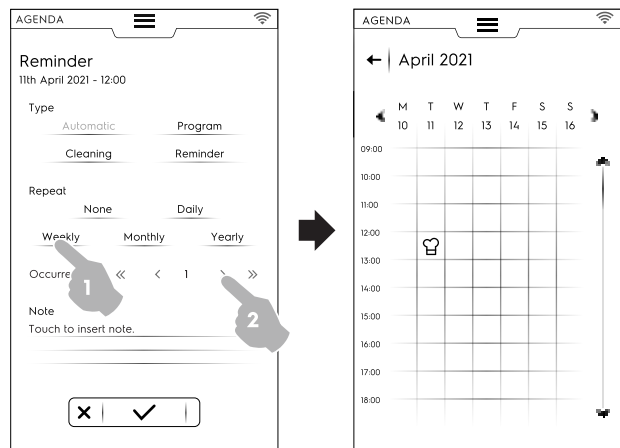 AGENDA
Reminder
11th April 2021 - 12:00
Type
Automatic Program
Cleaning Reminder
Repeat
None Daily
Weekly Monthly Yearly
Occurre « < 1 > »
1
2
Note
Touch to insert note.
AGENDA
April 2021
M T W T F S S
10 11 12 13 14 15 16
09:00
10:00
11:00
12:00
13:00
14:00
15:00
16:00
17:00
18:00